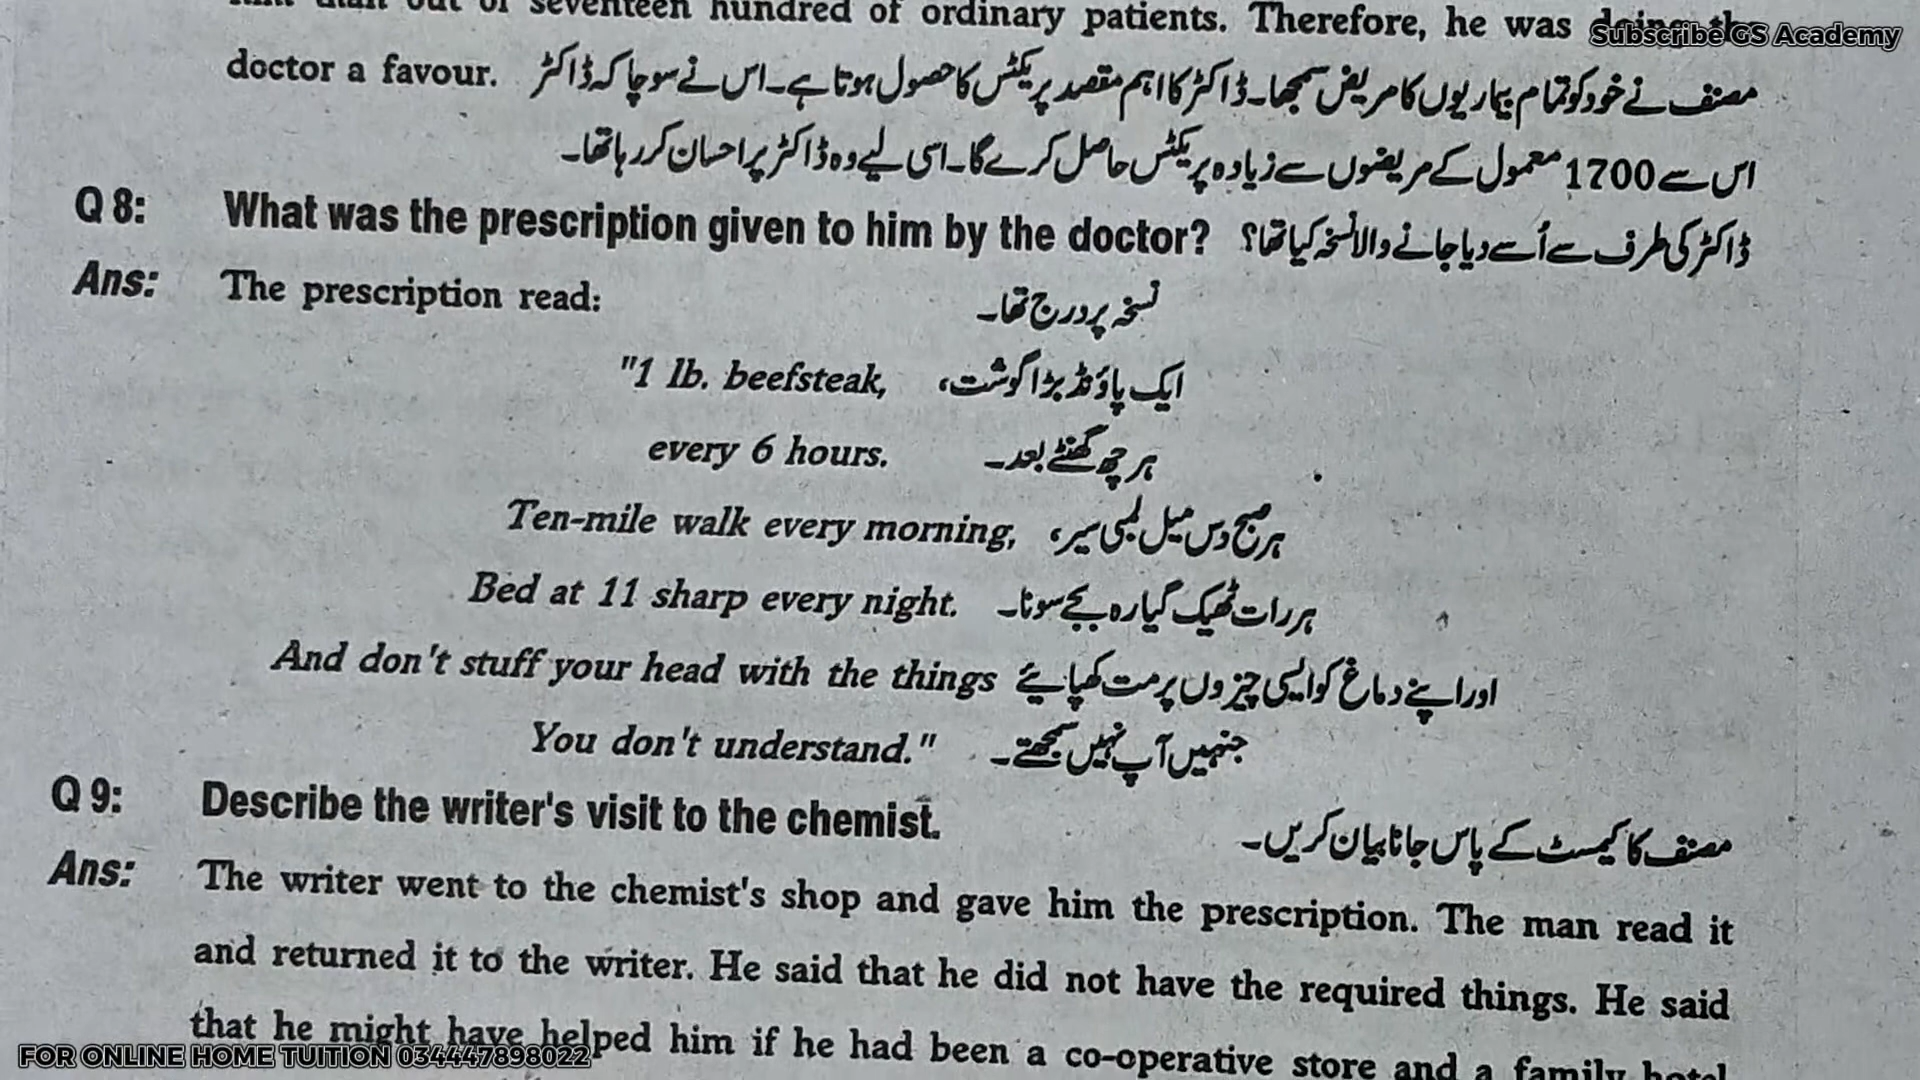 him than out of seventeen hundred of ordinary patients. Therefore, he was doing the
Subscribe GS Academy
doctor a favour. مصنف نے خود کو تمام بیماریوں کا مریض سمجھا۔ ڈاکٹر کا اہم مقصد پریکٹس کا حصول ہوتا ہے۔ اس نے سوچا کہ ڈاکٹر
اس سے 1700 معمول کے مریضوں سے زیادہ پریکٹس حاصل کرے گا۔ اسی لیے وہ ڈاکٹر پر احسان کر رہا تھا۔
Q 8: What was the prescription given to him by the doctor? ڈاکٹر کی طرف سے اُسے دیا جانے والا نسخہ کیا تھا؟
Ans: The prescription read: نسخہ پر درج تھا۔
"1 lb. beefsteak, ایک پاؤنڈ بڑا گوشت،
every 6 hours. ہر چھ گھنٹے بعد۔
Ten-mile walk every morning, ہر صبح دس میل لمبی سیر،
Bed at 11 sharp every night. ہر رات ٹھیک گیارہ بجے سونا۔
And don't stuff your head with the things اور اپنے دماغ کو ایسی چیزوں پر مت کھپایئے
You don't understand." جنہیں آپ نہیں سمجھتے۔
Q 9: Describe the writer's visit to the chemist. مصنف کا کیمسٹ کے پاس جانا بیان کریں۔
Ans: The writer went to the chemist's shop and gave him the prescription. The man read it
and returned it to the writer. He said that he did not have the required things. He said
that he might have helped him if he had been a co-operative store and a family hotel
FOR ONLINE HOME TUITION 034447898022